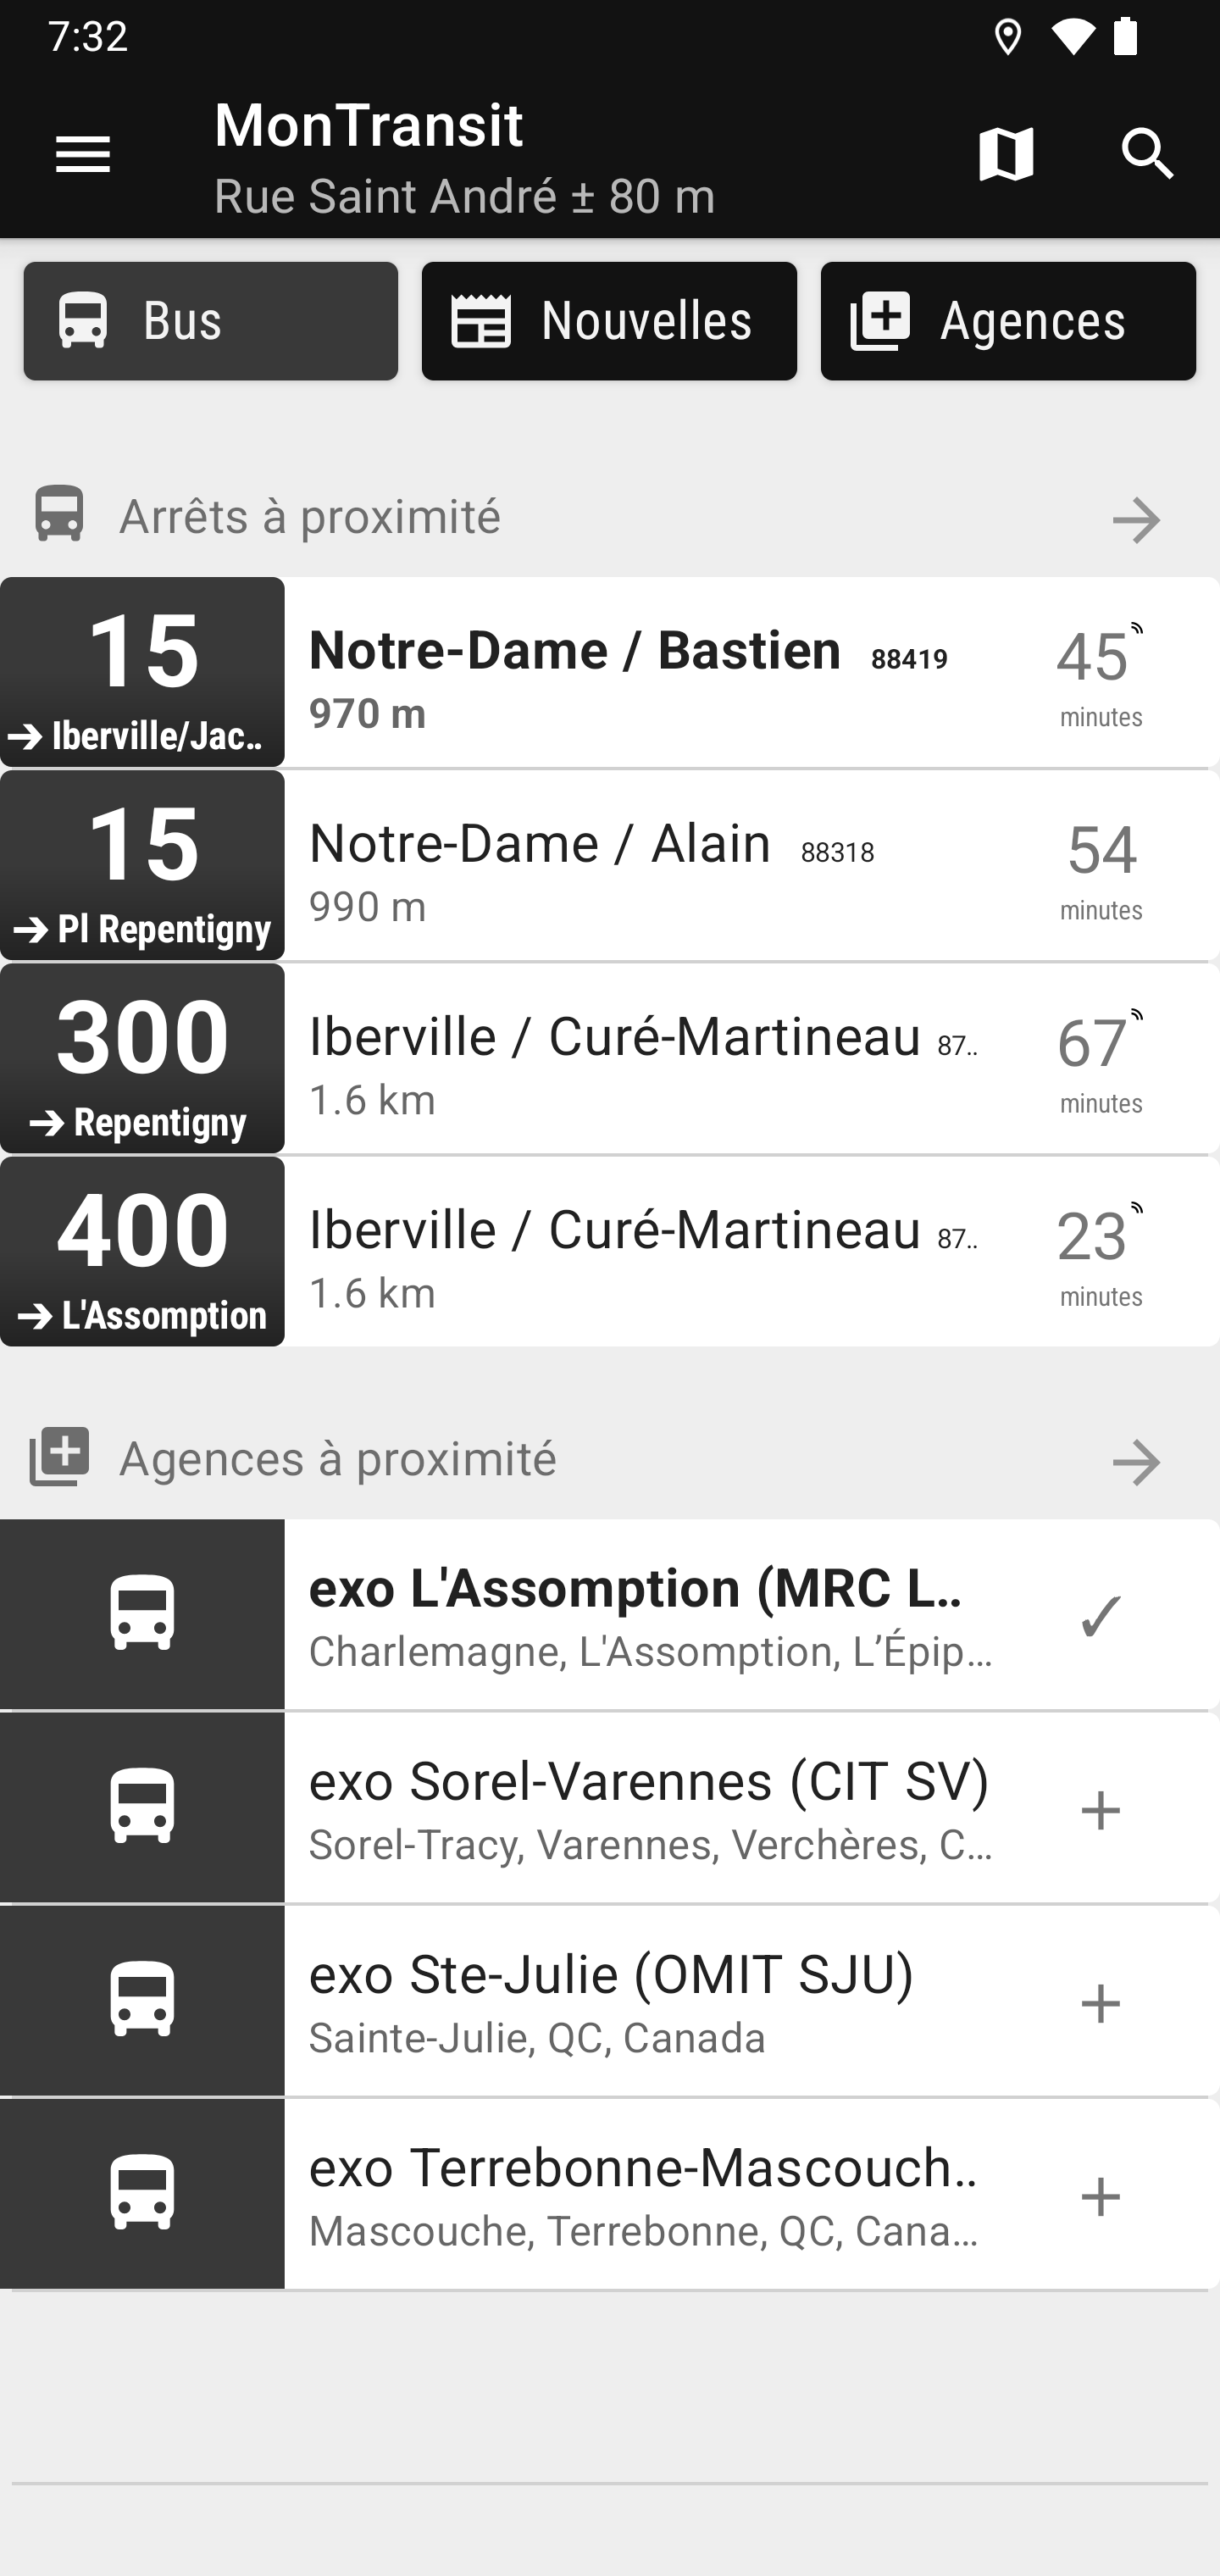 7:32
MonTransit
Rue Saint André ± 80 m
Bus
Nouvelles
Agences
Arrêts à proximité
15
→ Iberville/Jac…
Notre-Dame / Bastien 88419
970 m
45
minutes
15
→ Pl Repentigny
Notre-Dame / Alain 88318
990 m
54
minutes
300
→ Repentigny
Iberville / Curé-Martineau 87..
1.6 km
67
minutes
400
→ L'Assomption
Iberville / Curé-Martineau 87..
1.6 km
23
minutes
Agences à proximité
exo L'Assomption (MRC L..
Charlemagne, L'Assomption, L’Épip…
✓
exo Sorel-Varennes (CIT SV)
Sorel-Tracy, Varennes, Verchères, C…
+
exo Ste-Julie (OMIT SJU)
Sainte-Julie, QC, Canada
+
exo Terrebonne-Mascouch..
Mascouche, Terrebonne, QC, Cana…
+